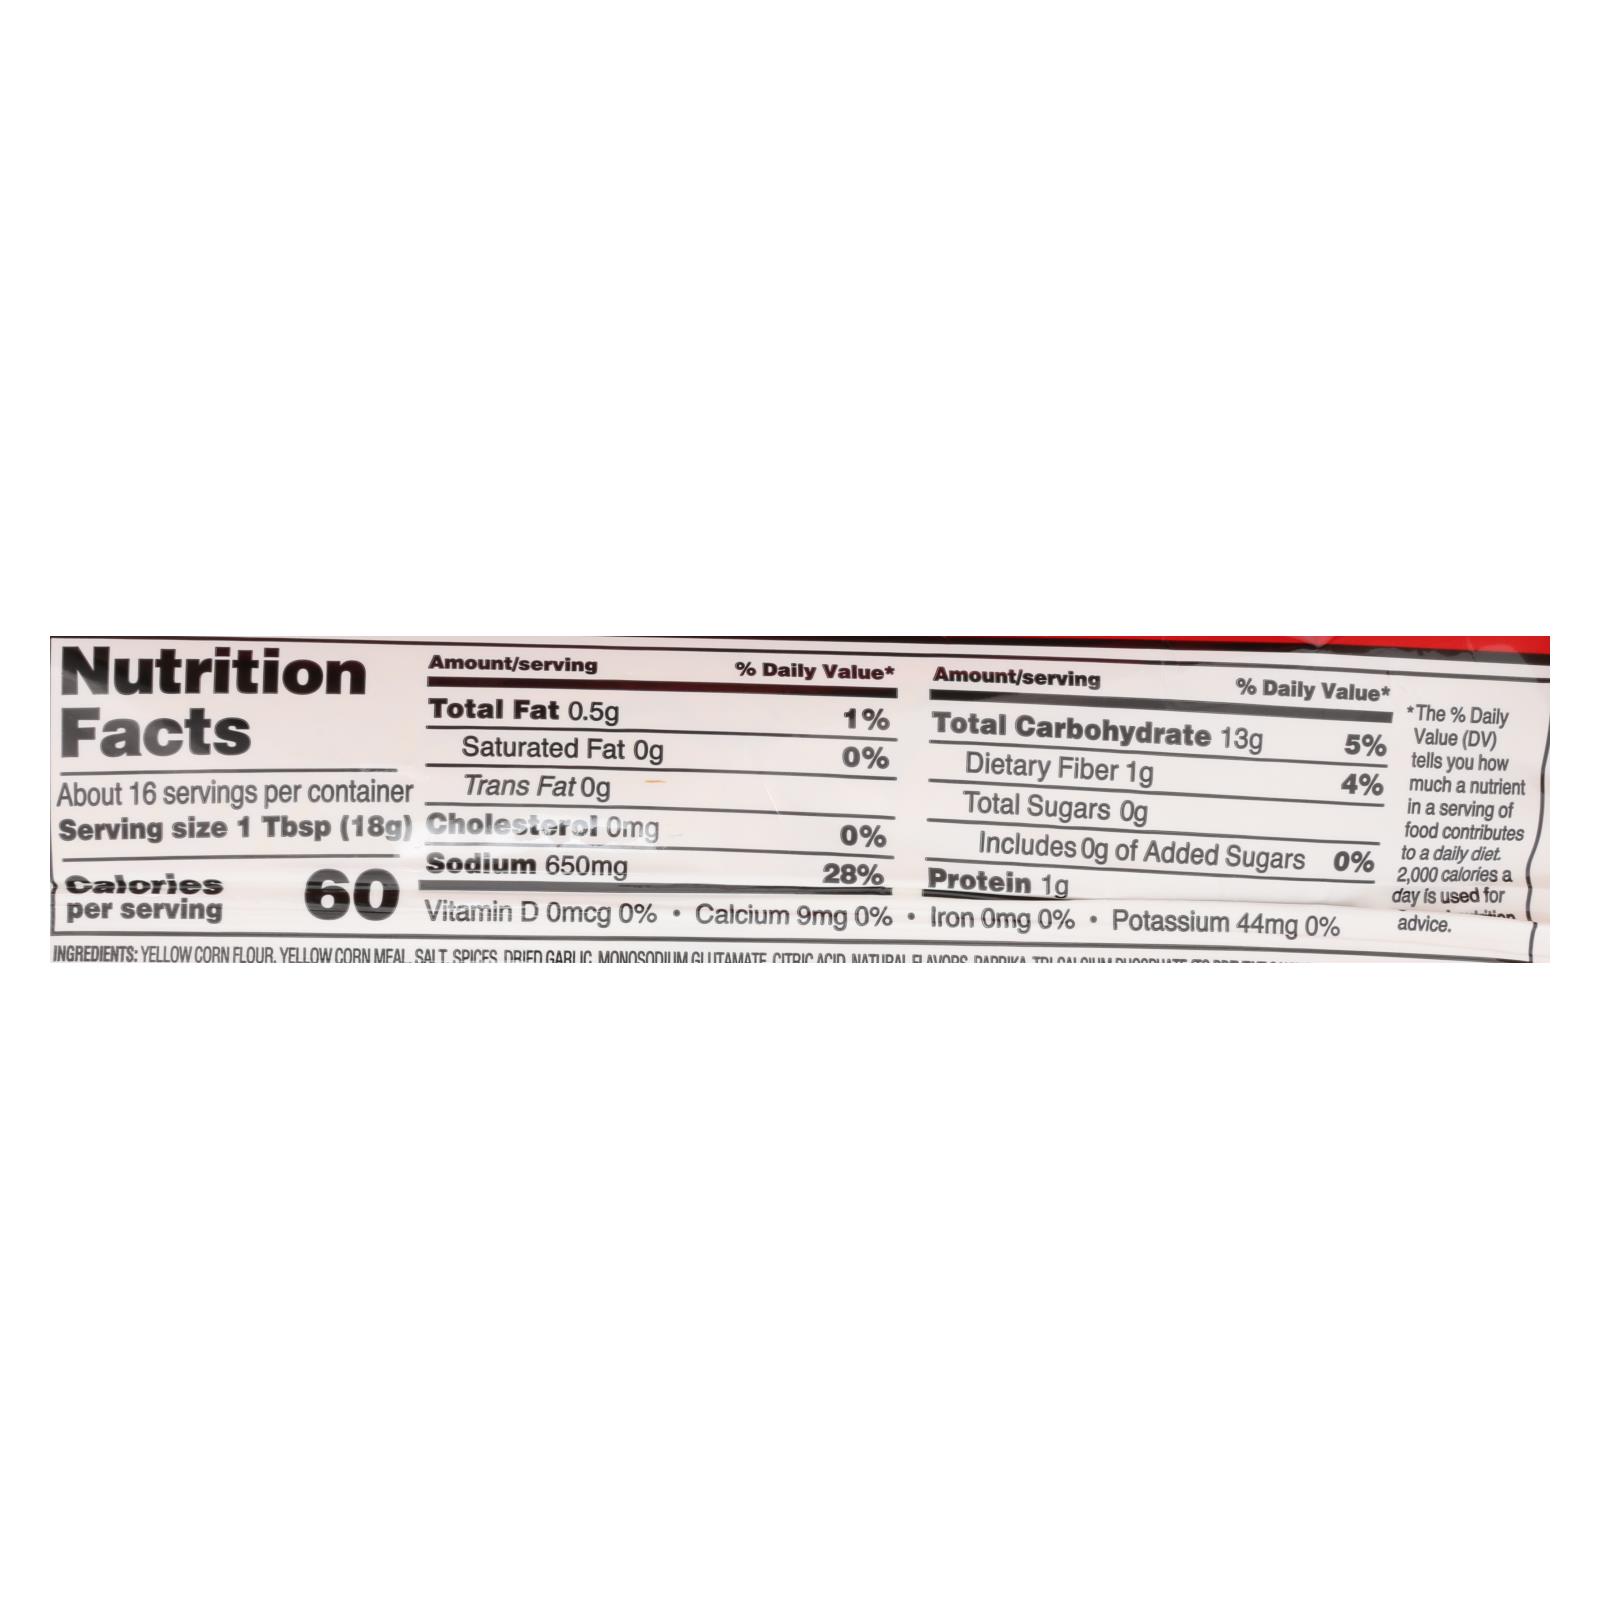 Nutrition
Facts
About 16 servings per container
Serving size 1 Tbsp (18g)
Calories
per serving 60
Amount/serving % Daily Value*
Total Fat 0.5g 1%
Saturated Fat 0g 0%
Trans Fat 0g
Cholesterol 0mg 0%
Sodium 650mg 28%
Amount/serving % Daily Value*
Total Carbohydrate 13g 5%
Dietary Fiber 1g 4%
Total Sugars 0g
Includes 0g of Added Sugars 0%
Protein 1g
Vitamin D 0mcg 0% • Calcium 9mg 0% • Iron 0mg 0% • Potassium 44mg 0%
*The % Daily
Value (DV)
tells you how
much a nutrient
in a serving of
food contributes
to a daily diet.
2,000 calories a
day is used for
advice.
INGREDIENTS: YELLOW CORN FLOUR, YELLOW CORN MEAL, SALT, SPICES, DRIED GARLIC, MONOSODIUM GLUTAMATE, CITRIC ACID, NATURAL FLAVORS, PAPRIKA, TRI CALCIUM PHOSPHATE